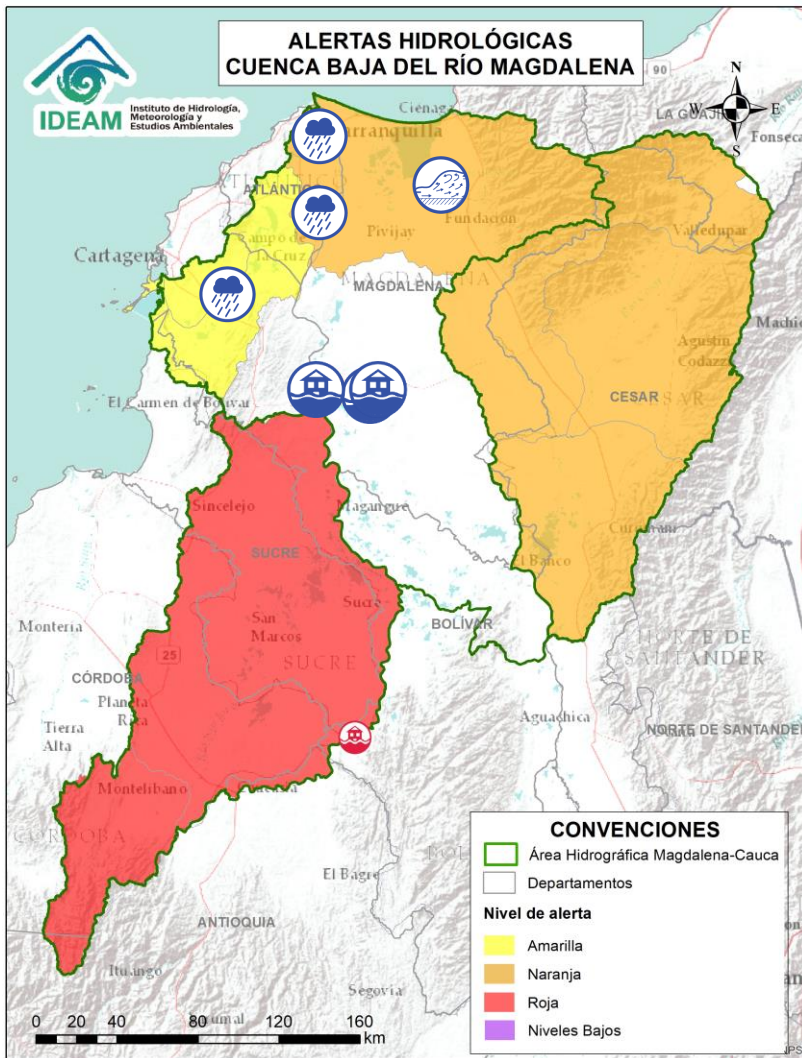 ALERTAS HIDROLÓGICAS
CUENCA BAJA DEL RÍO MAGDALENA
IDEAM
Instituto de Hidrología,
Meteorología y
Estudios Ambientales
90
N
W
E
S
Ciénaga
LA GUAJIRA
Fonseca
ATLÁNTICO
Fundación
Pivijay
Valledupar
Campo de
la Cruz
Cartagena
MAGDALENA
MAGDALENA
Agustín
Codazzi
El Carmen de Bolívar
CESAR
Sincelejo
Magangué
SUCRE
El Banco
Sucre
San
Marcos
BOLÍVAR
Montería
25
SUCRE
NORTE DE
SANTANDER
CÓRDOBA
Planeta
Rica
Aguachica
Tierra
Alta
NORTE DE SANTANDER
Montelibano
CÓRDOBA
El Bagre
ANTIOQUIA
Ituango
Segovia
0 20 40 80 120 160
km
CONVENCIONES
Área Hidrográfica Magdalena-Cauca
Departamentos
Nivel de alerta
Amarilla
Naranja
Roja
Niveles Bajos